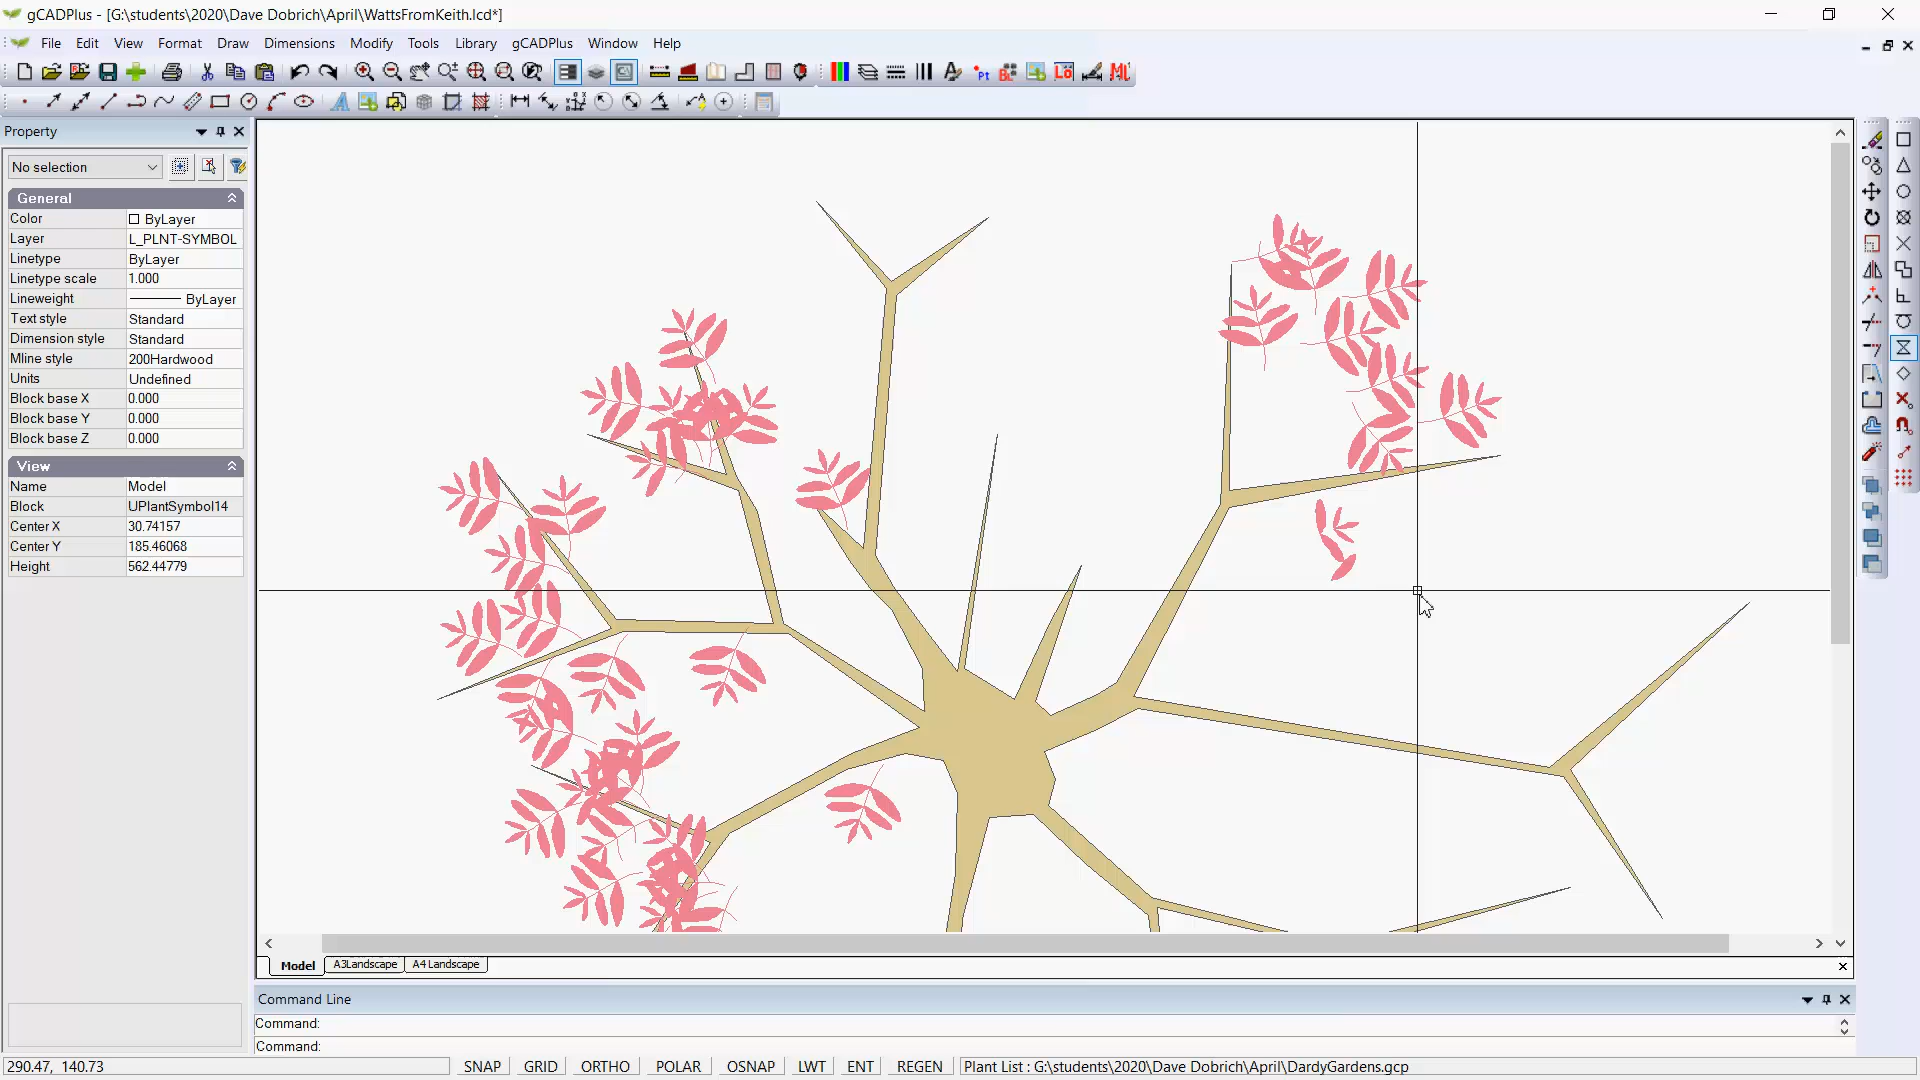 gCADPlus - [G:\students\2020\Dave Dobrich\April\WattsFromKeith.lcd*]
File Edit View Format Draw Dimensions Modify Tools Library gCADPlus Window Help
Property
No selection
General
Color ByLayer
Layer L_PLNT-SYMBOL
Linetype ByLayer
Linetype scale 1.000
Lineweight ByLayer
Text style Standard
Dimension style Standard
Mline style 200Hardwood
Units Undefined
Block base X 0.000
Block base Y 0.000
Block base Z 0.000
View
Name Model
Block UPlantSymbol14
Center X 30.74157
Center Y 185.46068
Height 562.44779
Model A3Landscape A4 Landscape
Command Line
Command:
Command:
290.47, 140.73 SNAP GRID ORTHO POLAR OSNAP LWT ENT REGEN Plant List : G:\students\2020\Dave Dobrich\April\DardyGardens.gcp